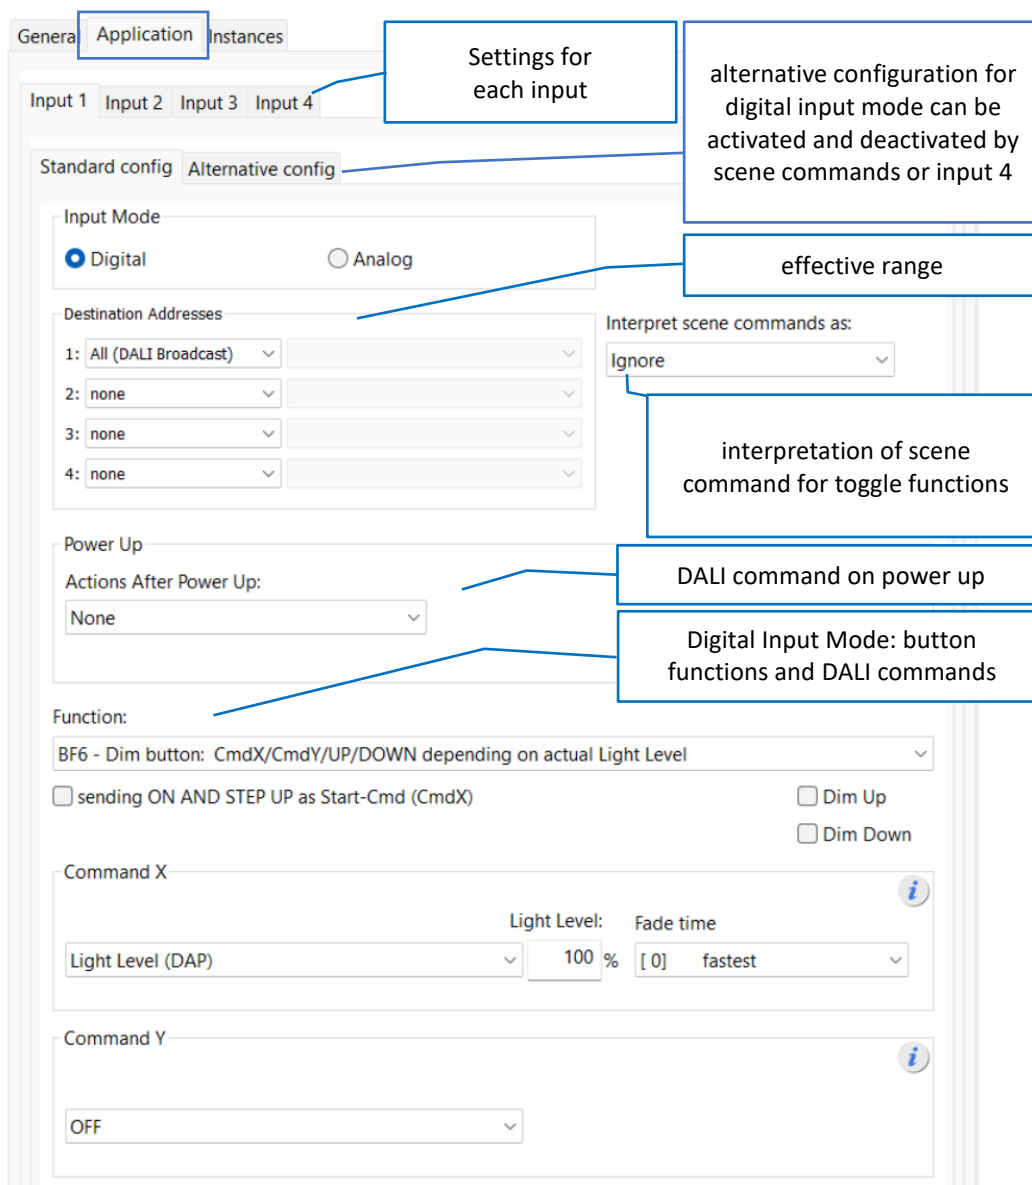 General Application Instances
Settings for
each input
alternative configuration for
digital input mode can be
activated and deactivated by
scene commands or input 4
Input 1 Input 2 Input 3 Input 4
Standard config Alternative config
Input Mode
Digital Analog
effective range
Destination Addresses
Interpret scene commands as:
1: All (DALI Broadcast)
Ignore
2: none
3: none
4: none
interpretation of scene
command for toggle functions
Power Up
Actions After Power Up:
None
DALI command on power up
Digital Input Mode: button
functions and DALI commands
Function:
BF6 - Dim button: CmdX/CmdY/UP/DOWN depending on actual Light Level
sending ON AND STEP UP as Start-Cmd (CmdX) Dim Up
Dim Down
Command X
i
Light Level: Fade time
Light Level (DAP) 100 % [ 0] fastest
Command Y
i
OFF